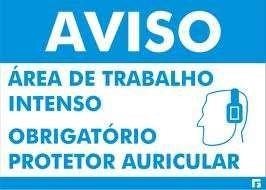 AVISO
ÁREA DE TRABALHO
INTENSO
OBRIGATÓRIO
PROTETOR AURICULAR